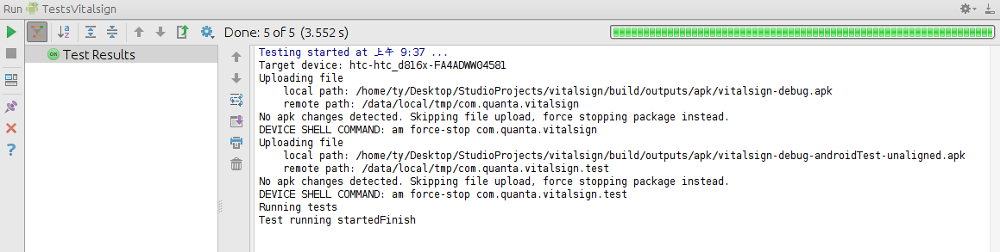 Run TestsVitalsign
Done: 5 of 5 (3.552 s)
OK Test Results
Testing started at 上午 9:37 ...
Target device: htc-htc_d816x-FA4ADWW04581
Uploading file
local path: /home/ty/Desktop/StudioProjects/vitalsign/build/outputs/apk/vitalsign-debug.apk
remote path: /data/local/tmp/com.quanta.vitalsign
No apk changes detected. Skipping file upload, force stopping package instead.
DEVICE SHELL COMMAND: am force-stop com.quanta.vitalsign
Uploading file
local path: /home/ty/Desktop/StudioProjects/vitalsign/build/outputs/apk/vitalsign-debug-androidTest-unaligned.apk
remote path: /data/local/tmp/com.quanta.vitalsign.test
No apk changes detected. Skipping file upload, force stopping package instead.
DEVICE SHELL COMMAND: am force-stop com.quanta.vitalsign.test
Running tests
Test running startedFinish